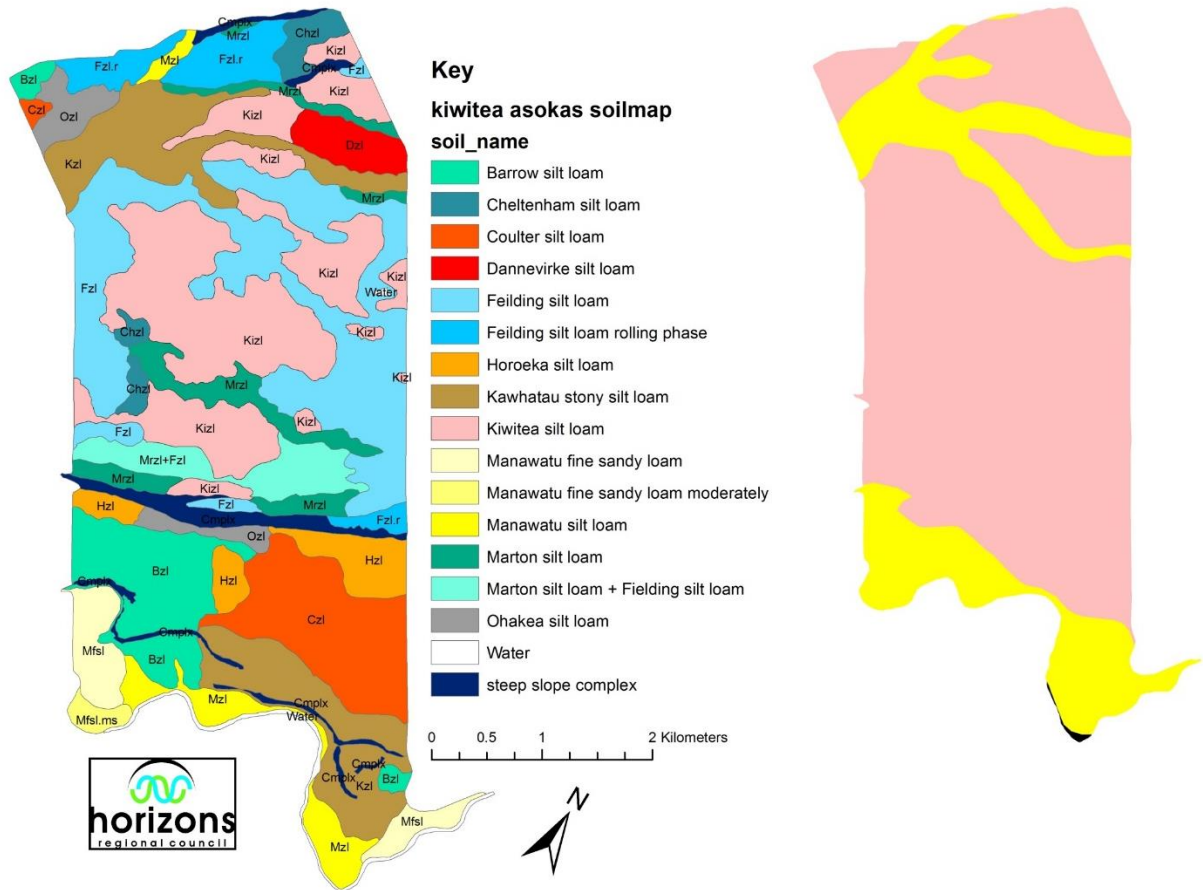 Cmplx
Mrzl
Chzl
Kizl
Mzl
Fzl.r
Fzl.r
Cmplx
Fzl
Bzl
Mrzl
Kizl
Czl
Ozl
Kizl
Dzl
Kzl
Kizl
Mrzl
Kizl
Kizl
Fzl
Water
Chzl
Kizl
Kizl
Chzl
Mrzl
Kizl
Fzl
Kizl
Kizl
Mrzl+Fzl
Mrzl
Kizl
Fzl
Mrzl
Hzl
Cmplx
Fzl.r
Ozl
Bzl
Hzl
Hzl
Cmplx
Czl
Cmplx
Mfsl
Bzl
Mzl
Cmplx
Water
Mfsl.ms
Cmplx
Cmplx
Kzl
Bzl
Mfsl
Mzl
Key
kiwitea asokas soilmap
soil_name
Barrow silt loam
Cheltenham silt loam
Coulter silt loam
Dannevirke silt loam
Feilding silt loam
Feilding silt loam rolling phase
Horoeka silt loam
Kawhatau stony silt loam
Kiwitea silt loam
Manawatu fine sandy loam
Manawatu fine sandy loam moderately
Manawatu silt loam
Marton silt loam
Marton silt loam + Fielding silt loam
Ohakea silt loam
Water
steep slope complex
0 0.5 1 2 Kilometers
N
horizons
regional council